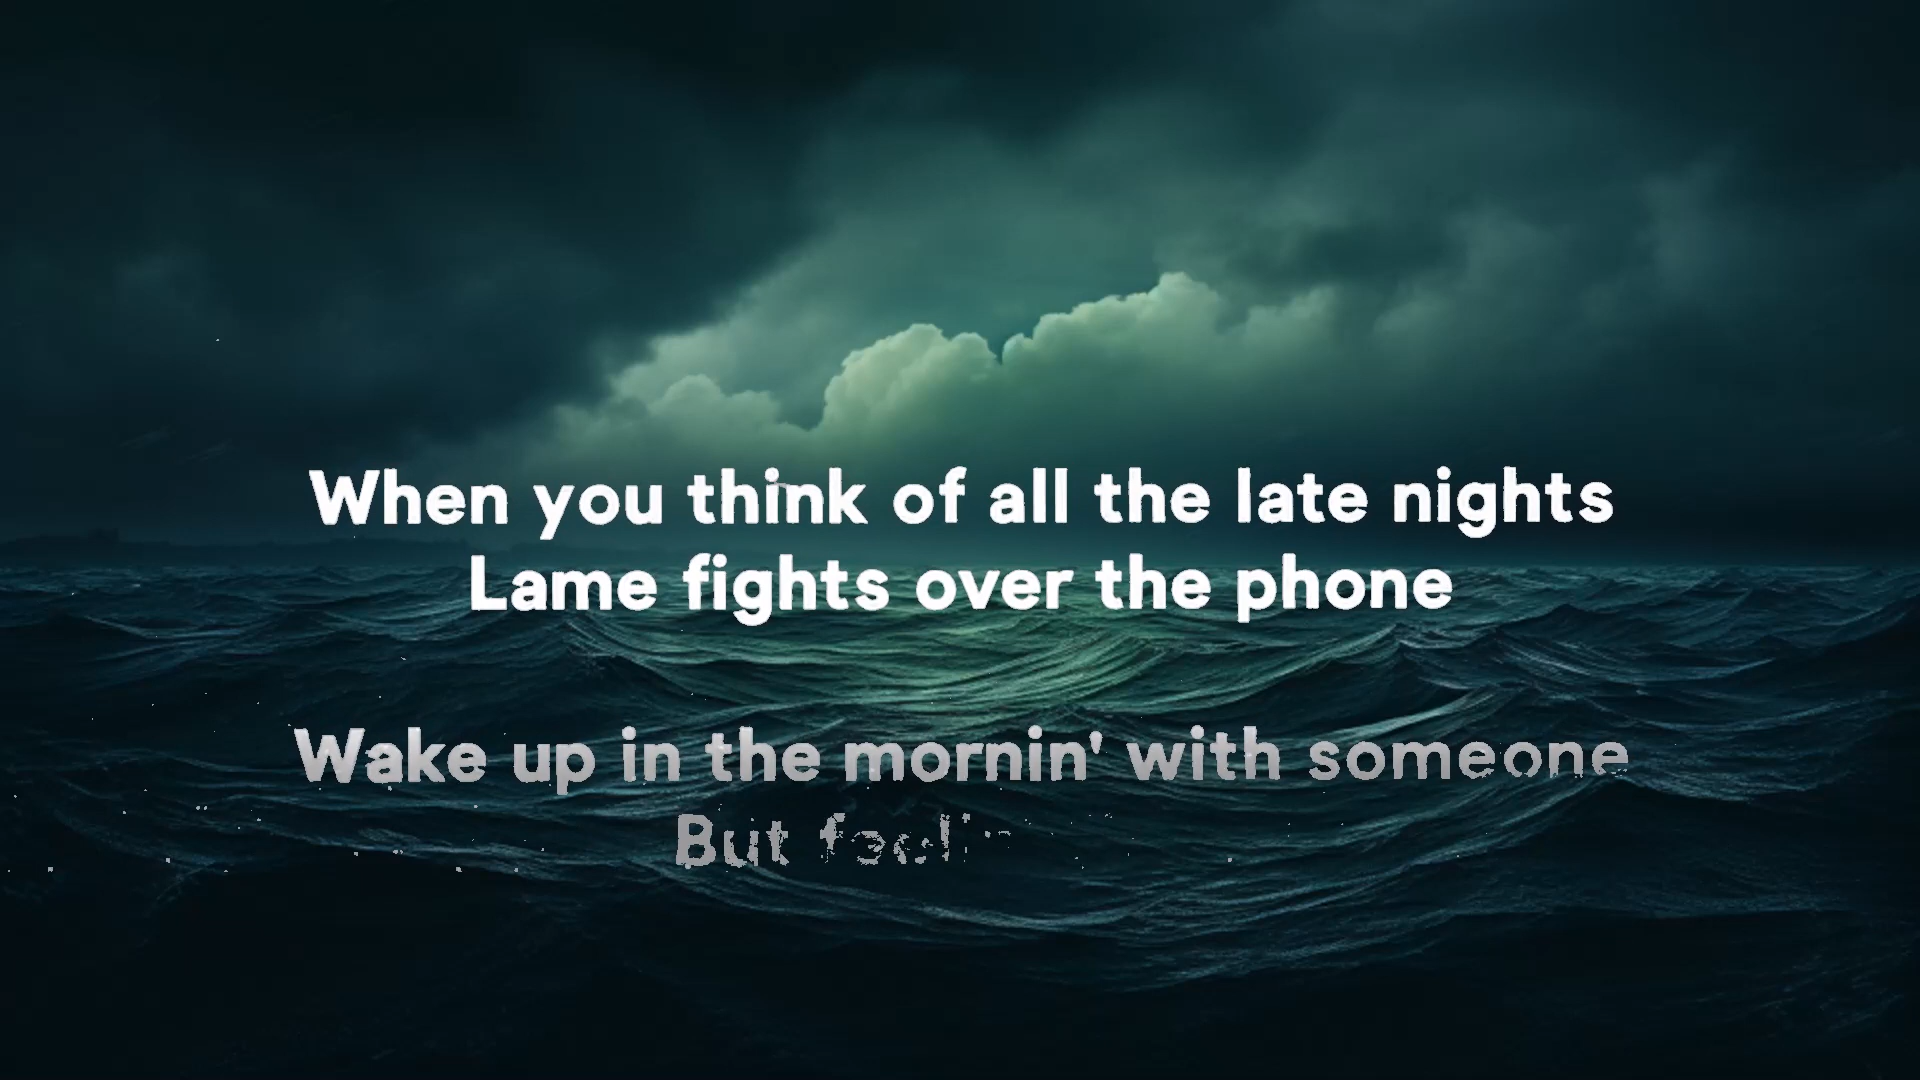 When you think of all the late nights
Lame fights over the phone
Wake up in the mornin' with someone
But